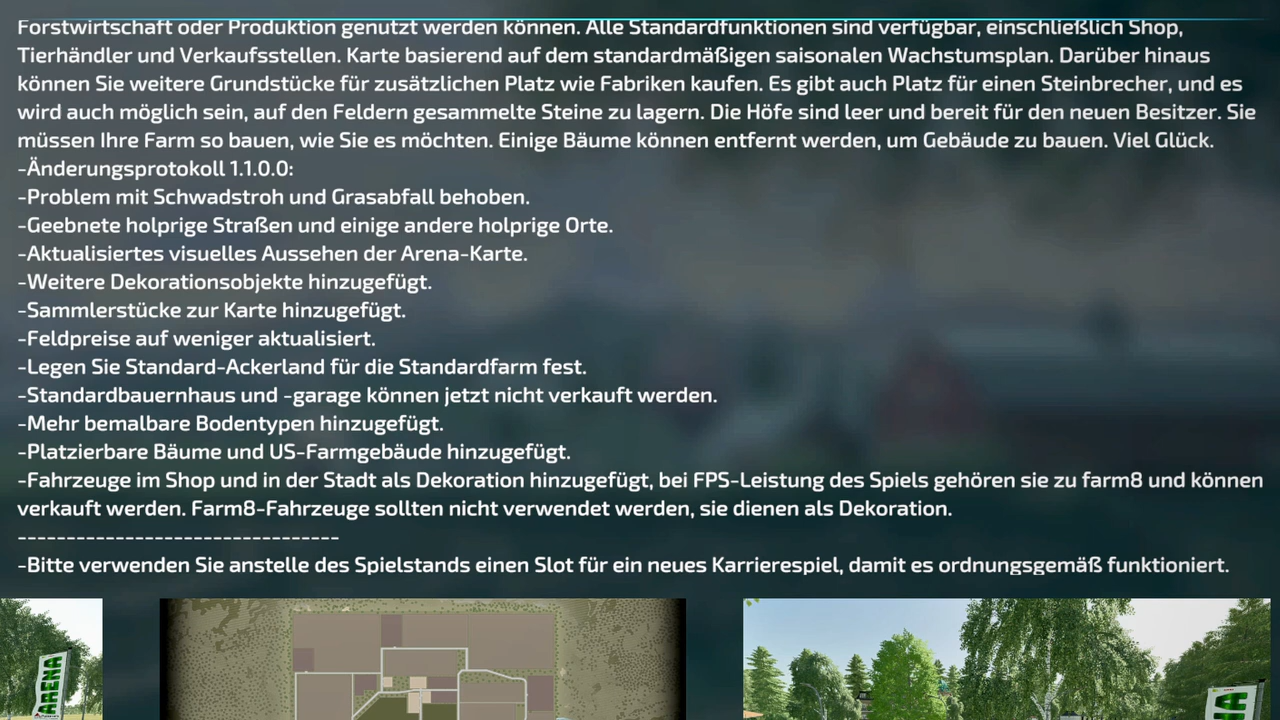 Forstwirtschaft oder Produktion genutzt werden können. Alle Standardfunktionen sind verfügbar, einschließlich Shop,
Tierhändler und Verkaufsstellen. Karte basierend auf dem standardmäßigen saisonalen Wachstumsplan. Darüber hinaus
können Sie weitere Grundstücke für zusätzlichen Platz wie Fabriken kaufen. Es gibt auch Platz für einen Steinbrecher, und es
wird auch möglich sein, auf den Feldern gesammelte Steine zu lagern. Die Höfe sind leer und bereit für den neuen Besitzer. Sie
müssen Ihre Farm so bauen, wie Sie es möchten. Einige Bäume können entfernt werden, um Gebäude zu bauen. Viel Glück.
-Änderungsprotokoll 1.1.0.0:
-Problem mit Schwadstroh und Grasabfall behoben.
-Geebnete holprige Straßen und einige andere holprige Orte.
-Aktualisiertes visuelles Aussehen der Arena-Karte.
-Weitere Dekorationsobjekte hinzugefügt.
-Sammlerstücke zur Karte hinzugefügt.
-Feldpreise auf weniger aktualisiert.
-Legen Sie Standard-Ackerland für die Standardfarm fest.
-Standardbauernhaus und -garage können jetzt nicht verkauft werden.
-Mehr bemalbare Bodentypen hinzugefügt.
-Platzierbare Bäume und US-Farmgebäude hinzugefügt.
-Fahrzeuge im Shop und in der Stadt als Dekoration hinzugefügt, bei FPS-Leistung des Spiels gehören sie zu farm8 und können
verkauft werden. Farm8-Fahrzeuge sollten nicht verwendet werden, sie dienen als Dekoration.
---------------------------------
-Bitte verwenden Sie anstelle des Spielstands einen Slot für ein neues Karrierespiel, damit es ordnungsgemäß funktioniert.
ARENA